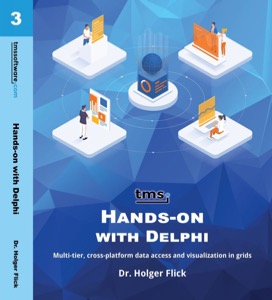 3
tmssoftware.com
Hands-on with Delphi
Dr. Holger Flick
tms
HANDS-ON
WITH DELPHI
Multi-tier, cross-platform data access and visualization in grids
Dr. Holger Flick